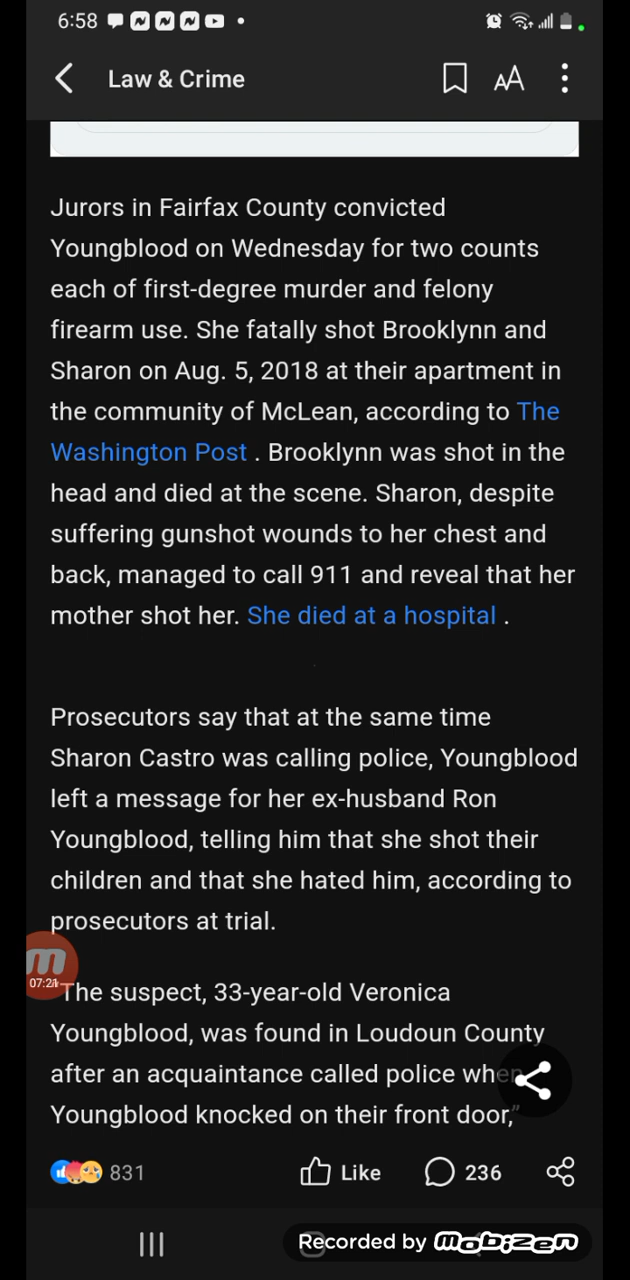 6:58
Law & Crime
AA
Jurors in Fairfax County convicted
Youngblood on Wednesday for two counts
each of first-degree murder and felony
firearm use. She fatally shot Brooklynn and
Sharon on Aug. 5, 2018 at their apartment in
the community of McLean, according to The
Washington Post . Brooklynn was shot in the
head and died at the scene. Sharon, despite
suffering gunshot wounds to her chest and
back, managed to call 911 and reveal that her
mother shot her. She died at a hospital .
Prosecutors say that at the same time
Sharon Castro was calling police, Youngblood
left a message for her ex-husband Ron
Youngblood, telling him that she shot their
children and that she hated him, according to
prosecutors at trial.
"The suspect, 33-year-old Veronica
07:21
Youngblood, was found in Loudoun County
after an acquaintance called police when
Youngblood knocked on their front door,"
831 Like 236
Recorded by mobizen